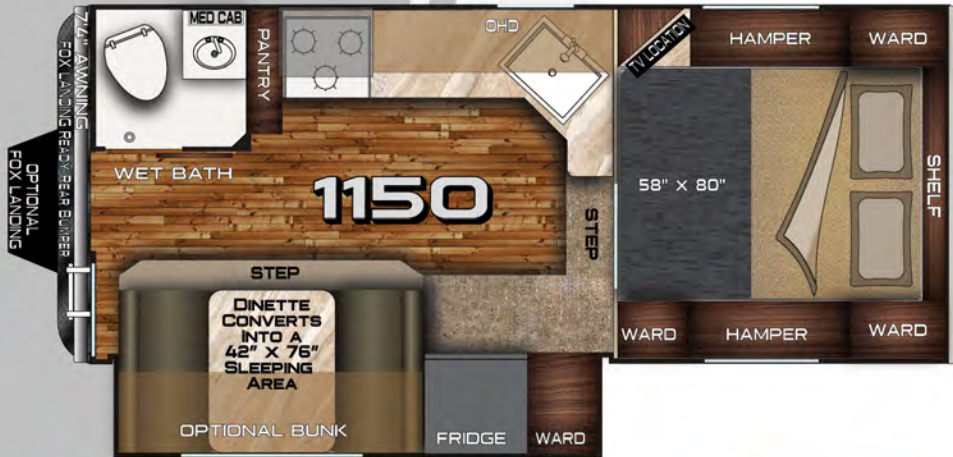 7'4" AWNING
FOX LANDING READY REAR BUMPER
OPTIONAL
FOX LANDING
MED CAB
PANTRY
WET BATH
OHD
TV LOCATION
HAMPER
WARD
1150
STEP
58" X 80"
SHELF
STEP
DINETTE
CONVERTS
INTO A
42" X 76"
SLEEPING
AREA
OPTIONAL BUNK
FRIDGE
WARD
WARD
HAMPER
WARD